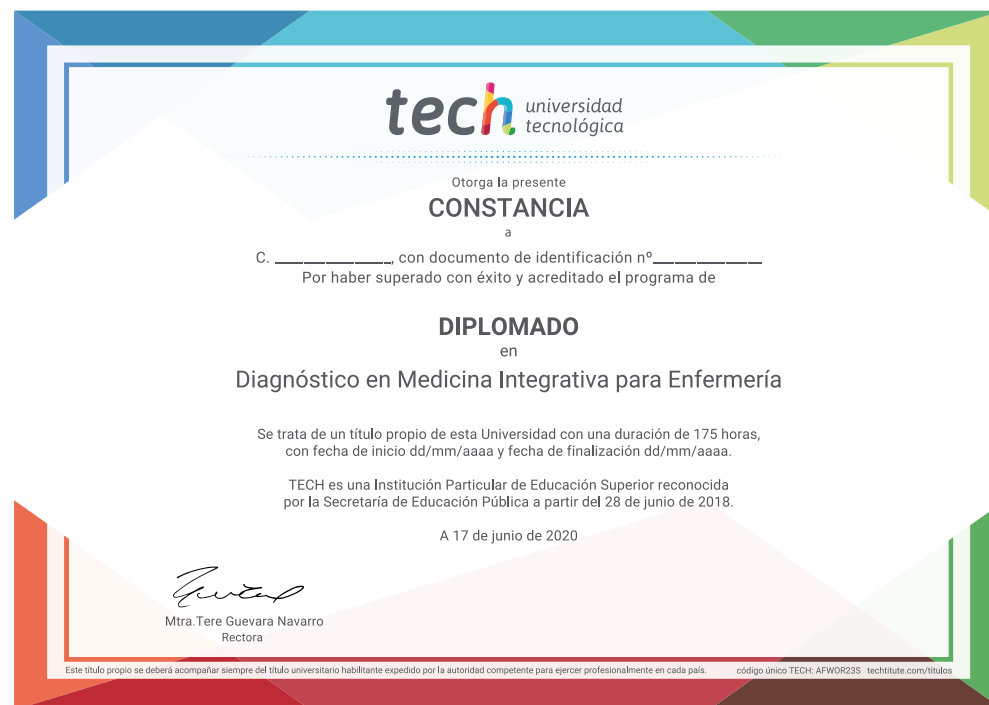 tech universidad
tecnológica
Otorga la presente
CONSTANCIA
a
C. ________________, con documento de identificación nº_______________
Por haber superado con éxito y acreditado el programa de
DIPLOMADO
en
Diagnóstico en Medicina Integrativa para Enfermería
Se trata de un título propio de esta Universidad con una duración de 175 horas,
con fecha de inicio dd/mm/aaaa y fecha de finalización dd/mm/aaaa.
TECH es una Institución Particular de Educación Superior reconocida
por la Secretaría de Educación Pública a partir del 28 de junio de 2018.
A 17 de junio de 2020
Mtra.Tere Guevara Navarro
Rectora
Este título propio se deberá acompañar siempre del título universitario habilitante expedido por la autoridad competente para ejercer profesionalmente en cada país. código único TECH: AFWOR23S techtitute.com/titulos